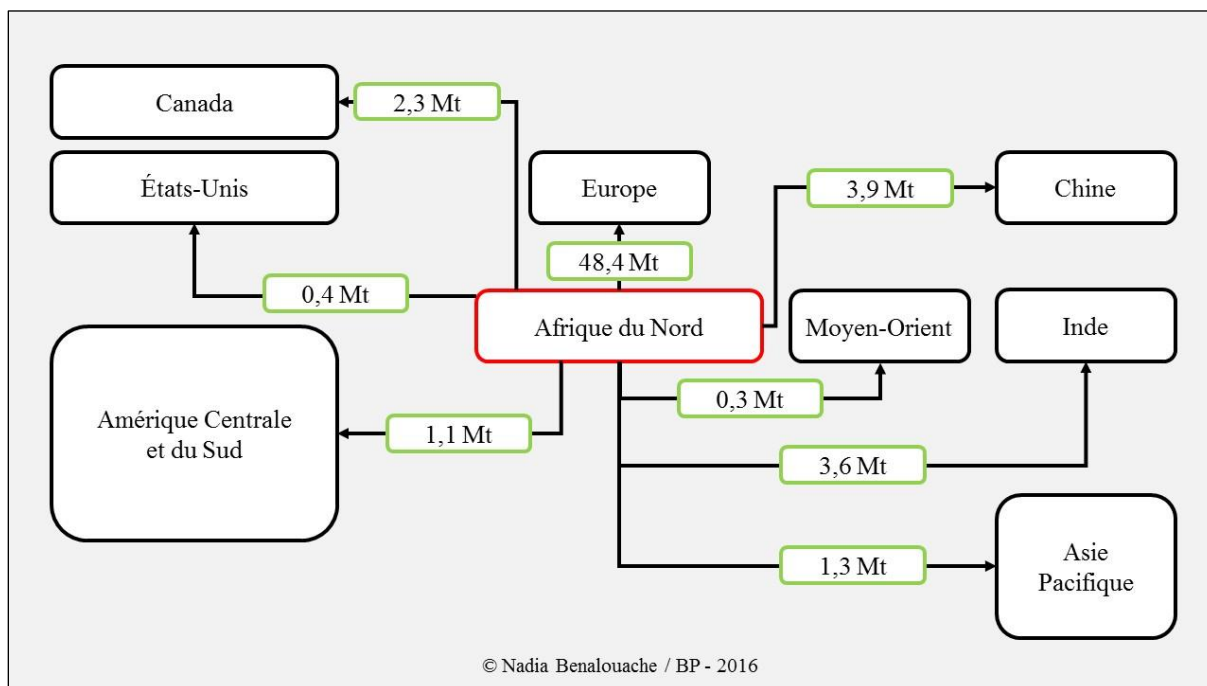 Canada
2,3 Mt
États-Unis
Europe
3,9 Mt
Chine
48,4 Mt
0,4 Mt
Afrique du Nord
Moyen-Orient
Inde
0,3 Mt
Amérique Centrale
et du Sud
1,1 Mt
3,6 Mt
1,3 Mt
Asie
Pacifique
© Nadia Benalouache / BP - 2016